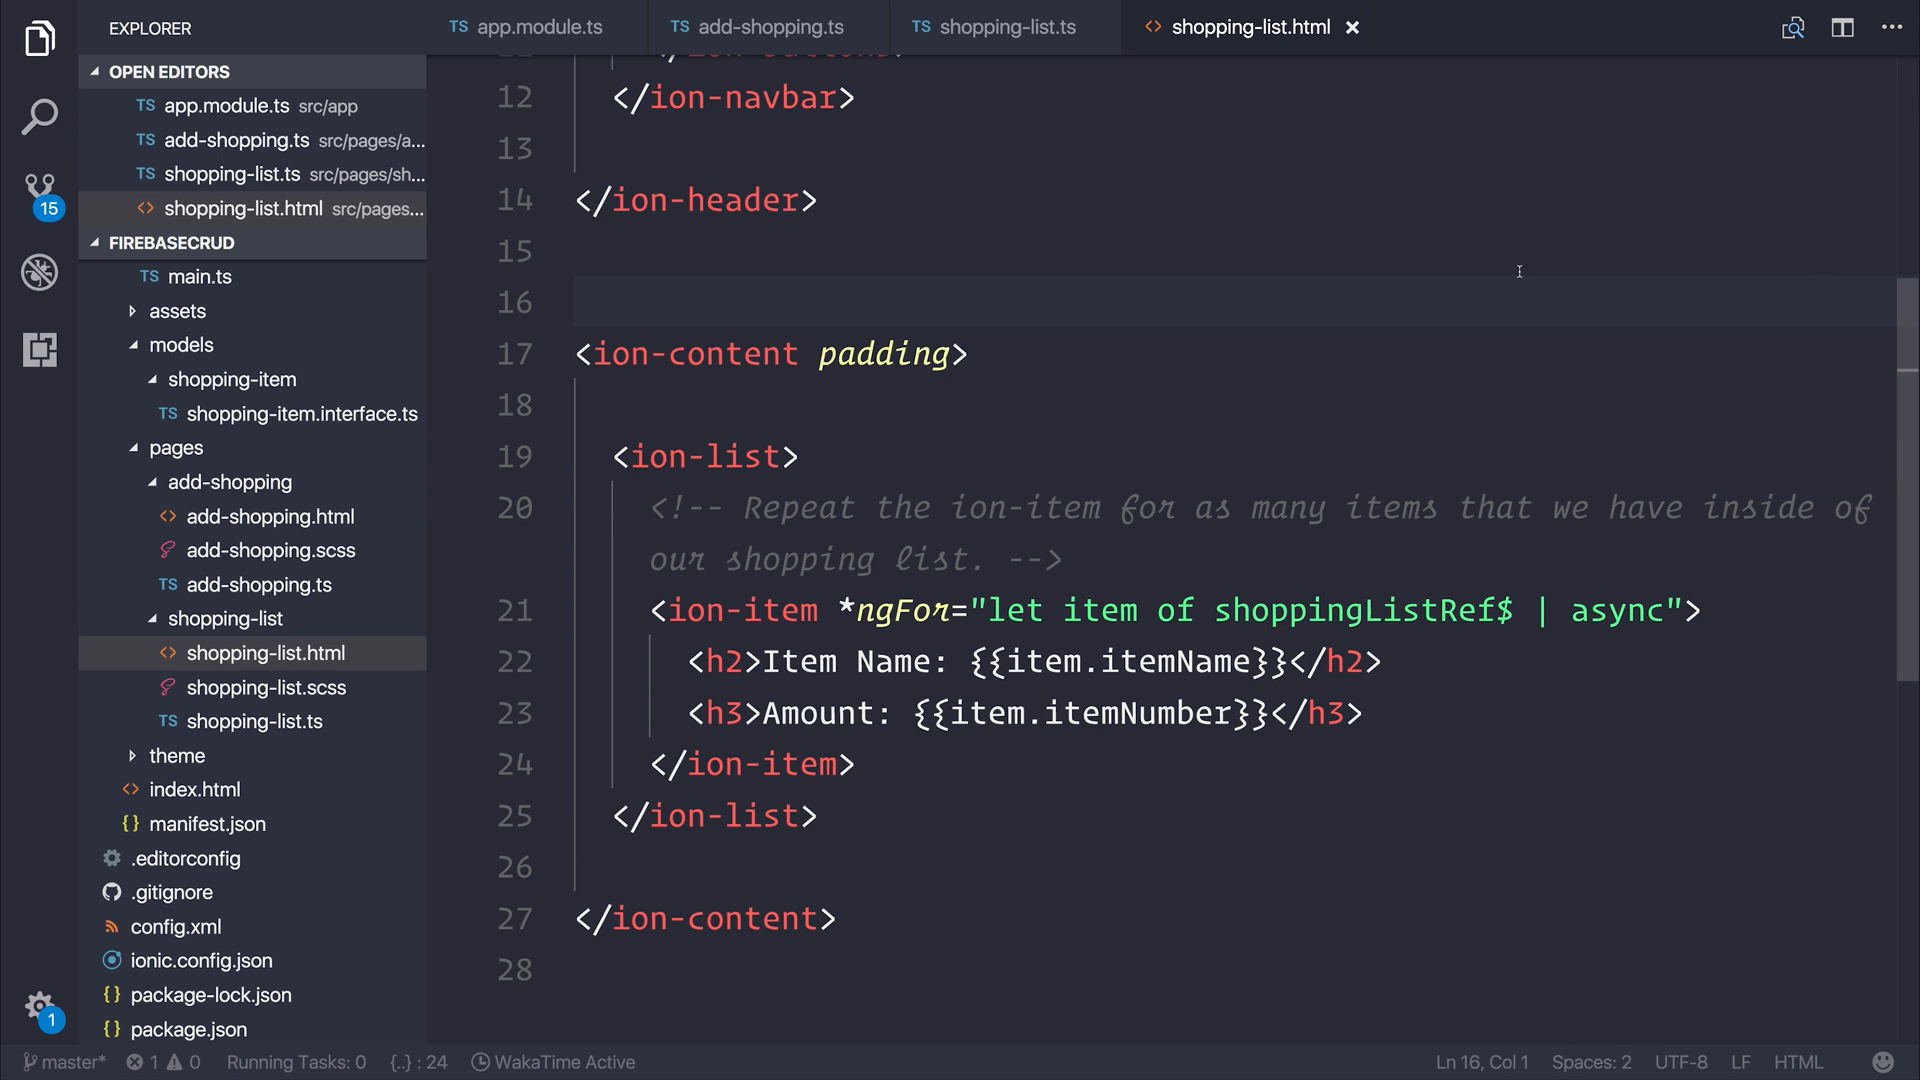 EXPLORER
OPEN EDITORS
TS app.module.ts src/app
TS add-shopping.ts src/pages/a...
TS shopping-list.ts src/pages/sh...
<> shopping-list.html src/pages...
FIREBASECRUD
TS main.ts
assets
models
shopping-item
TS shopping-item.interface.ts
pages
add-shopping
<> add-shopping.html
add-shopping.scss
TS add-shopping.ts
shopping-list
<> shopping-list.html
shopping-list.scss
TS shopping-list.ts
theme
<> index.html
{} manifest.json
.editorconfig
.gitignore
config.xml
ionic.config.json
{} package-lock.json
{} package.json
15
1
TS app.module.ts
TS add-shopping.ts
TS shopping-list.ts
<> shopping-list.html ×
12 </ion-navbar>
13
14 </ion-header>
15
16
17 <ion-content padding>
18
19 <ion-list>
20 <!-- Repeat the ion-item for as many items that we have inside of
our shopping list. -->
21 <ion-item *ngFor="let item of shoppingListRef$ | async">
22 <h2>Item Name: {{item.itemName}}</h2>
23 <h3>Amount: {{item.itemNumber}}</h3>
24 </ion-item>
25 </ion-list>
26
27 </ion-content>
28
master* 1 0 Running Tasks: 0 {..} : 24 WakaTime Active Ln 16, Col 1 Spaces: 2 UTF-8 LF HTML